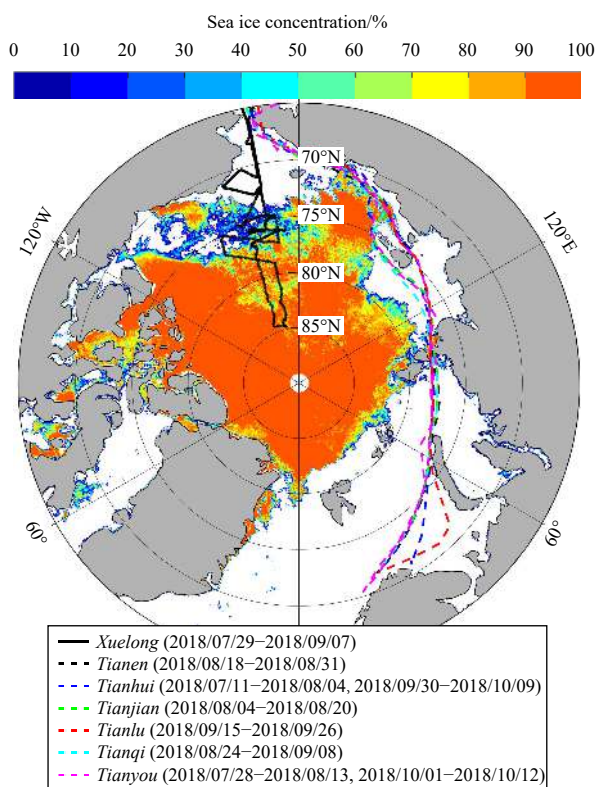 Sea ice concentration/%
0 10 20 30 40 50 60 70 80 90 100
70°N
75°N
120°W
120°E
80°N
85°N
60°
60°
Xuelong (2018/07/29−2018/09/07)
Tianen (2018/08/18−2018/08/31)
Tianhui (2018/07/11−2018/08/04, 2018/09/30−2018/10/09)
Tianjian (2018/08/04−2018/08/20)
Tianlu (2018/09/15−2018/09/26)
Tianqi (2018/08/24−2018/09/08)
Tianyou (2018/07/28−2018/08/13, 2018/10/01−2018/10/12)